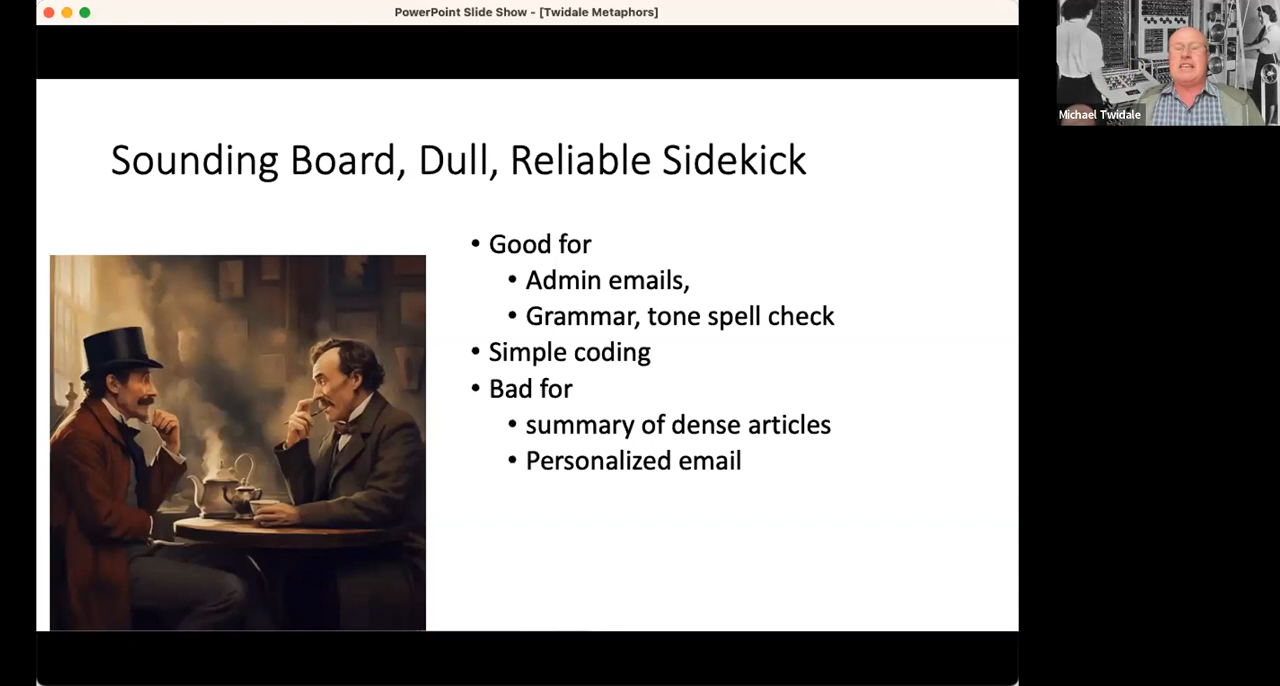 PowerPoint Slide Show - [Twidale Metaphors]
Michael Twidale
Sounding Board, Dull, Reliable Sidekick
• Good for
• Admin emails,
• Grammar, tone spell check
• Simple coding
• Bad for
• summary of dense articles
• Personalized email